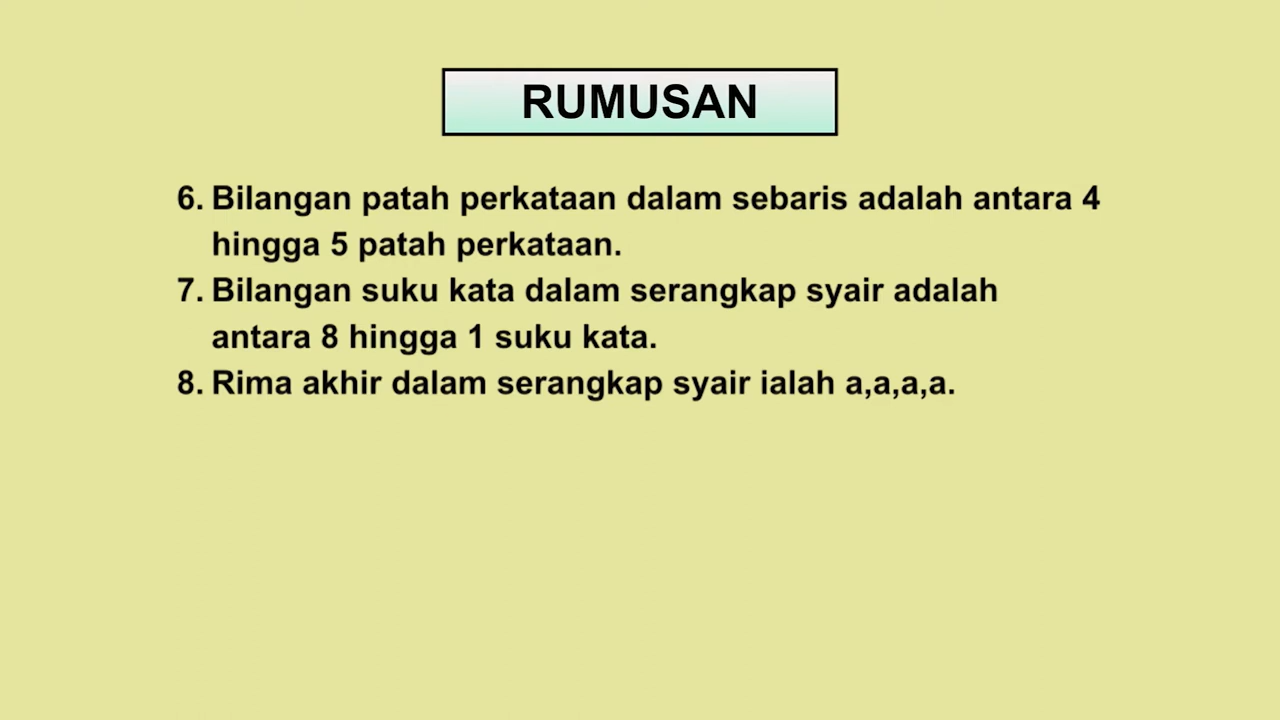 RUMUSAN
6. Bilangan patah perkataan dalam sebaris adalah antara 4
hingga 5 patah perkataan.
7. Bilangan suku kata dalam serangkap syair adalah
antara 8 hingga 1 suku kata.
8. Rima akhir dalam serangkap syair ialah a,a,a,a.